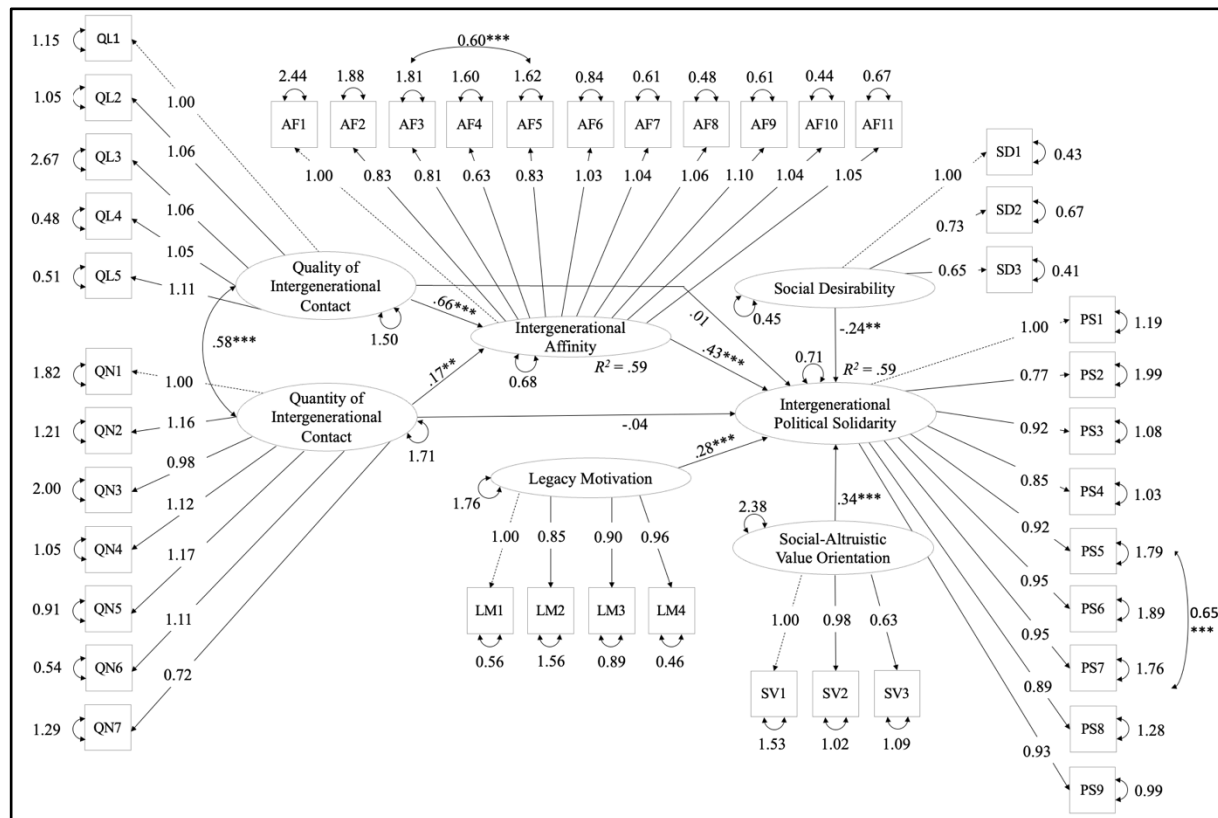 1.15
QL1
1.05
QL2
2.67
QL3
0.48
QL4
0.51
QL5
1.00
1.06
1.06
1.05
1.11
0.60***
2.44
1.88
1.81
1.60
1.62
0.84
0.61
0.48
0.61
0.44
0.67
AF1
AF2
AF3
AF4
AF5
AF6
AF7
AF8
AF9
AF10
AF11
1.00
0.83
0.81
0.63
0.83
1.03
1.04
1.06
1.10
1.04
1.05
SD1
0.43
SD2
0.67
SD3
0.41
1.00
0.73
0.65
Quality of
Intergenerational
Contact
1.50
.66***
.58***
Intergenerational
Affinity
0.68
R² = .59
.17**
.01
.43***
Social Desirability
0.45
-.24**
Quantity of
Intergenerational
Contact
1.71
-.04
1.82
QN1
1.21
QN2
2.00
QN3
1.05
QN4
0.91
QN5
0.54
QN6
1.29
QN7
1.00
1.16
0.98
1.12
1.17
1.11
0.72
0.71
R² = .59
Intergenerational
Political Solidarity
Legacy Motivation
1.76
.28***
1.00
0.85
0.90
0.96
LM1
LM2
LM3
LM4
0.56
1.56
0.89
0.46
.34***
2.38
Social-Altruistic
Value Orientation
1.00
0.98
0.63
SV1
SV2
SV3
1.53
1.02
1.09
1.00
0.77
0.92
0.85
0.92
0.95
0.95
0.89
0.93
PS1
1.19
PS2
1.99
PS3
1.08
PS4
1.03
PS5
1.79
PS6
1.89
PS7
1.76
PS8
1.28
PS9
0.99
0.65
***